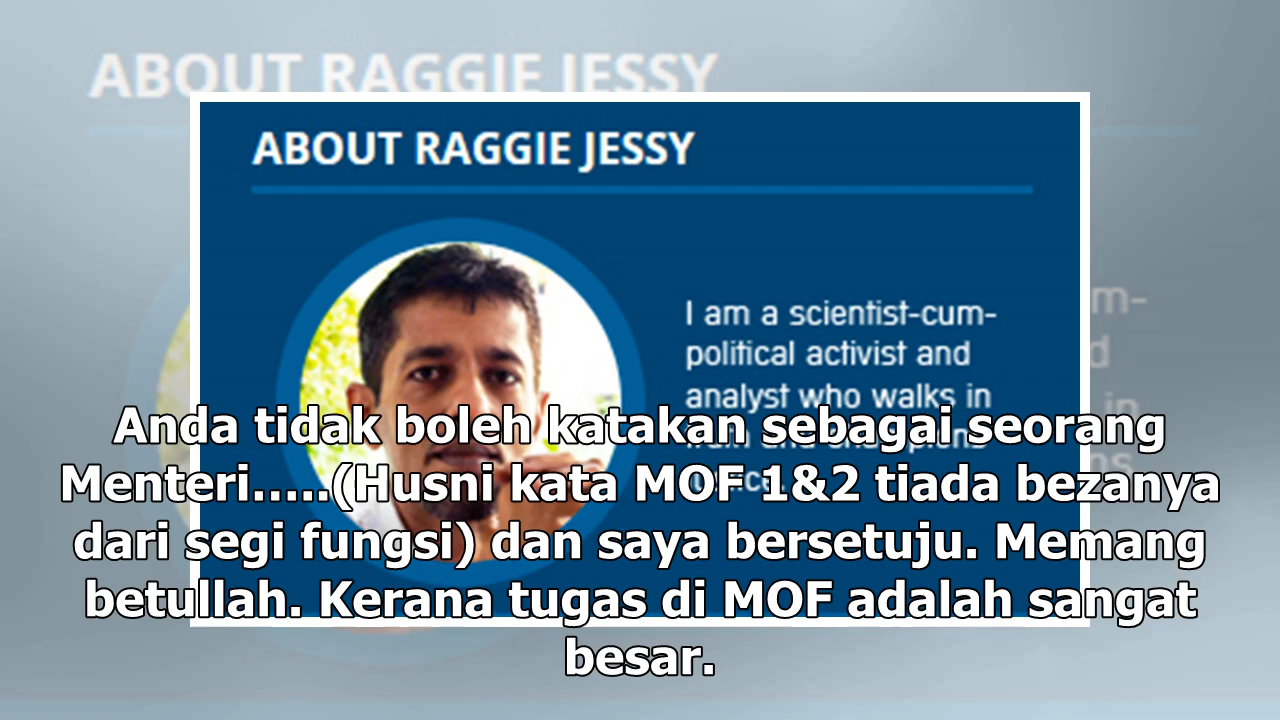 ABOUT RAGGIE JESSY
ABOUT RAGGIE JESSY
I am a scientist-cum-
political activist and
analyst who walks in
Anda tidak boleh katakan sebagai seorang
Menteri.....(Husni kata MOF 1&2 tiada bezanya
dari segi fungsi) dan saya bersetuju. Memang
betullah. Kerana tugas di MOF adalah sangat
besar.